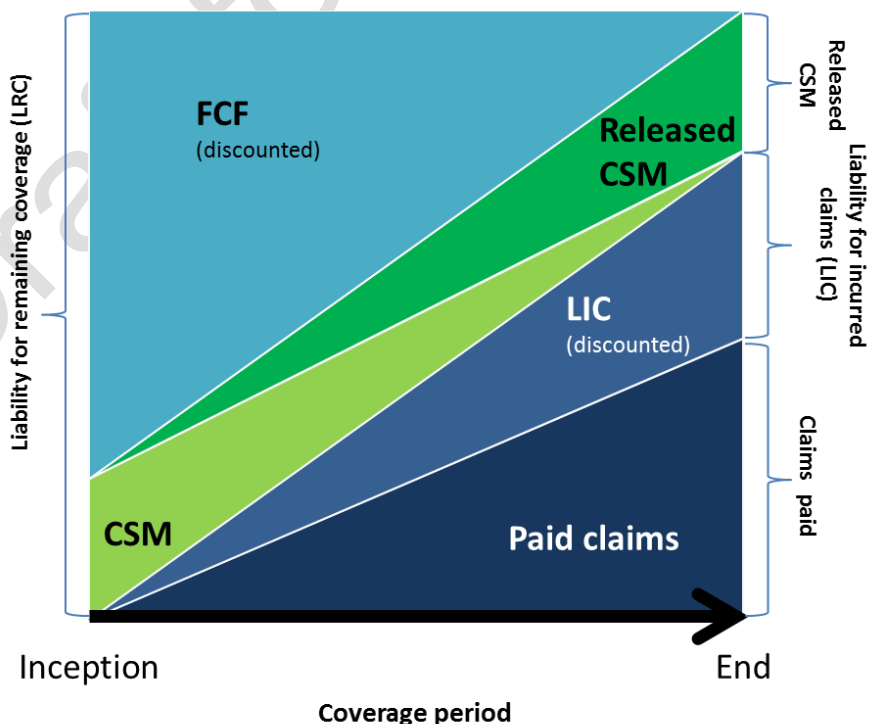 Liability for remaining coverage (LRC)
FCF
(discounted)
Released
CSM
CSM
LIC
(discounted)
Paid claims
Released
CSM
Liability for incurred
claims (LIC)
Claims paid
Inception
End
Coverage period